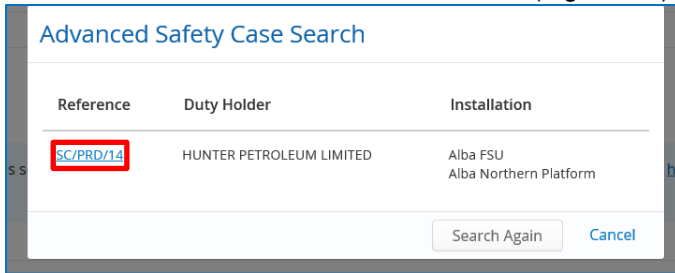 Advanced Safety Case Search
Reference Duty Holder Installation
SC/PRD/14 HUNTER PETROLEUM LIMITED Alba FSU
Alba Northern Platform
s s
h
Search Again Cancel